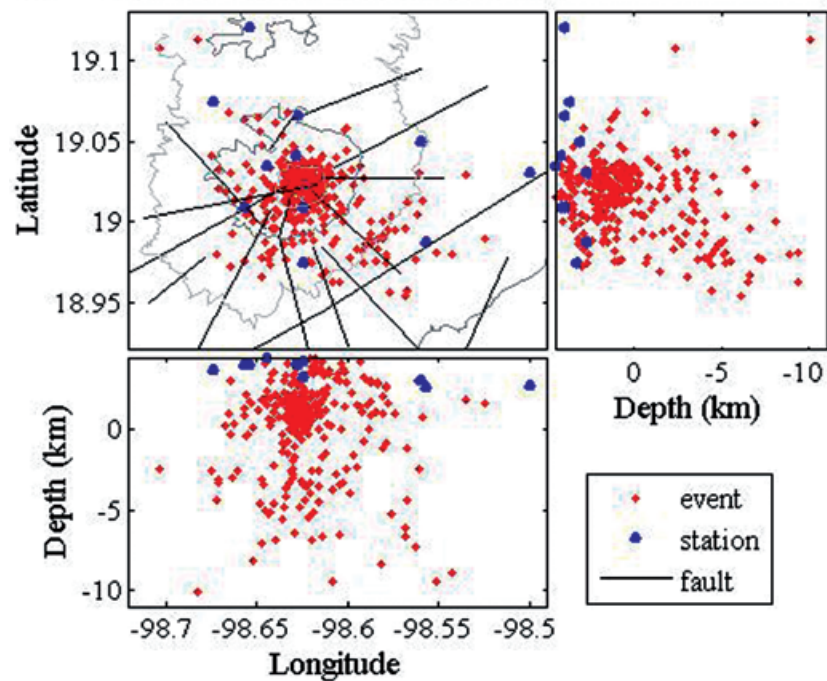 19.1
19.05
19
18.95
Latitude
0 -5 -10
Depth (km)
0
-5
-10
Depth (km)
-98.7 -98.65 -98.6 -98.55 -98.5
Longitude
event
station
fault